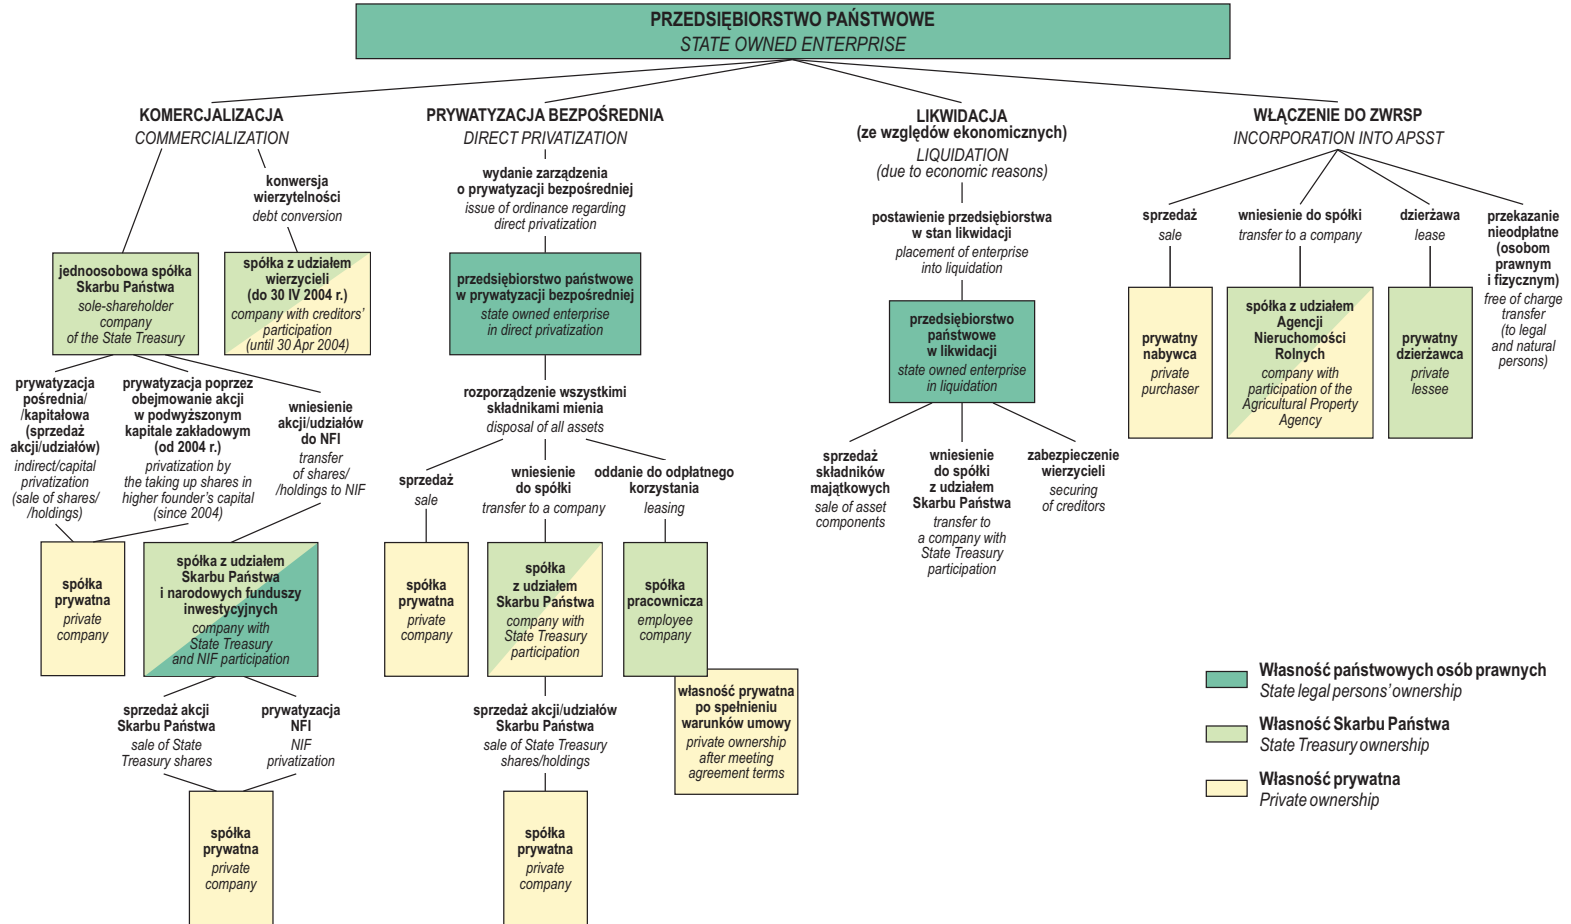 PRZEDSIĘBIORSTWO PAŃSTWOWE
STATE OWNED ENTERPRISE
KOMERCJALIZACJA
COMMERCIALIZATION
konwersja
wierzytelności
debt conversion
jednoosobowa spółka
Skarbu Państwa
sole-shareholder
company
of the State Treasury
spółka z udziałem
wierzycieli
(do 30 IV 2004 r.)
company with creditors'
participation
(until 30 Apr 2004)
prywatyzacja
pośrednia/
/kapitałowa
(sprzedaż
akcji/udziałów)
indirect/capital
privatization
(sale of shares/
/holdings)
prywatyzacja poprzez
obejmowanie akcji
w podwyższonym
kapitale zakładowym
(od 2004 r.)
privatization by
the taking up shares in
higher founder's capital
(since 2004)
wniesienie
akcji/udziałów
do NFI
transfer
of shares/
/holdings to NIF
spółka
prywatna
private
company
spółka z udziałem
Skarbu Państwa
i narodowych funduszy
inwestycyjnych
company with
State Treasury
and NIF participation
sprzedaż akcji
Skarbu Państwa
sale of State
Treasury shares
prywatyzacja
NFI
NIF
privatization
spółka
prywatna
private
company
PRYWATYZACJA BEZPOŚREDNIA
DIRECT PRIVATIZATION
wydanie zarządzenia
o prywatyzacji bezpośredniej
issue of ordinance regarding
direct privatization
przedsiębiorstwo państwowe
w prywatyzacji bezpośredniej
state owned enterprise
in direct privatization
rozporządzenie wszystkimi
składnikami mienia
disposal of all assets
sprzedaż
sale
wniesienie
do spółki
transfer to a company
oddanie do odpłatnego
korzystania
leasing
spółka
prywatna
private
company
spółka
z udziałem
Skarbu Państwa
company with
State Treasury
participation
spółka
pracownicza
employee
company
własność prywatna
po spełnieniu
warunków umowy
private ownership
after meeting
agreement terms
sprzedaż akcji/udziałów
Skarbu Państwa
sale of State Treasury
shares/holdings
spółka
prywatna
private
company
LIKWIDACJA
(ze względów ekonomicznych)
LIQUIDATION
(due to economic reasons)
postawienie przedsiębiorstwa
w stan likwidacji
placement of enterprise
into liquidation
przedsiębiorstwo
państwowe
w likwidacji
state owned enterprise
in liquidation
sprzedaż
składników
majątkowych
sale of asset
components
wniesienie
do spółki
z udziałem
Skarbu Państwa
transfer to
a company with
State Treasury
participation
zabezpieczenie
wierzycieli
securing
of creditors
WŁĄCZENIE DO ZWRSP
INCORPORATION INTO APSST
sprzedaż
sale
wniesienie do spółki
transfer to a company
dzierżawa
lease
przekazanie
nieodpłatne
(osobom
prawnym
i fizycznym)
free of charge
transfer
(to legal
and natural
persons)
prywatny
nabywca
private
purchaser
spółka z udziałem
Agencji
Nieruchomości
Rolnych
company with
participation of the
Agricultural Property
Agency
prywatny
dzierżawca
private
lessee
Własność państwowych osób prawnych
State legal persons' ownership
Własność Skarbu Państwa
State Treasury ownership
Własność prywatna
Private ownership